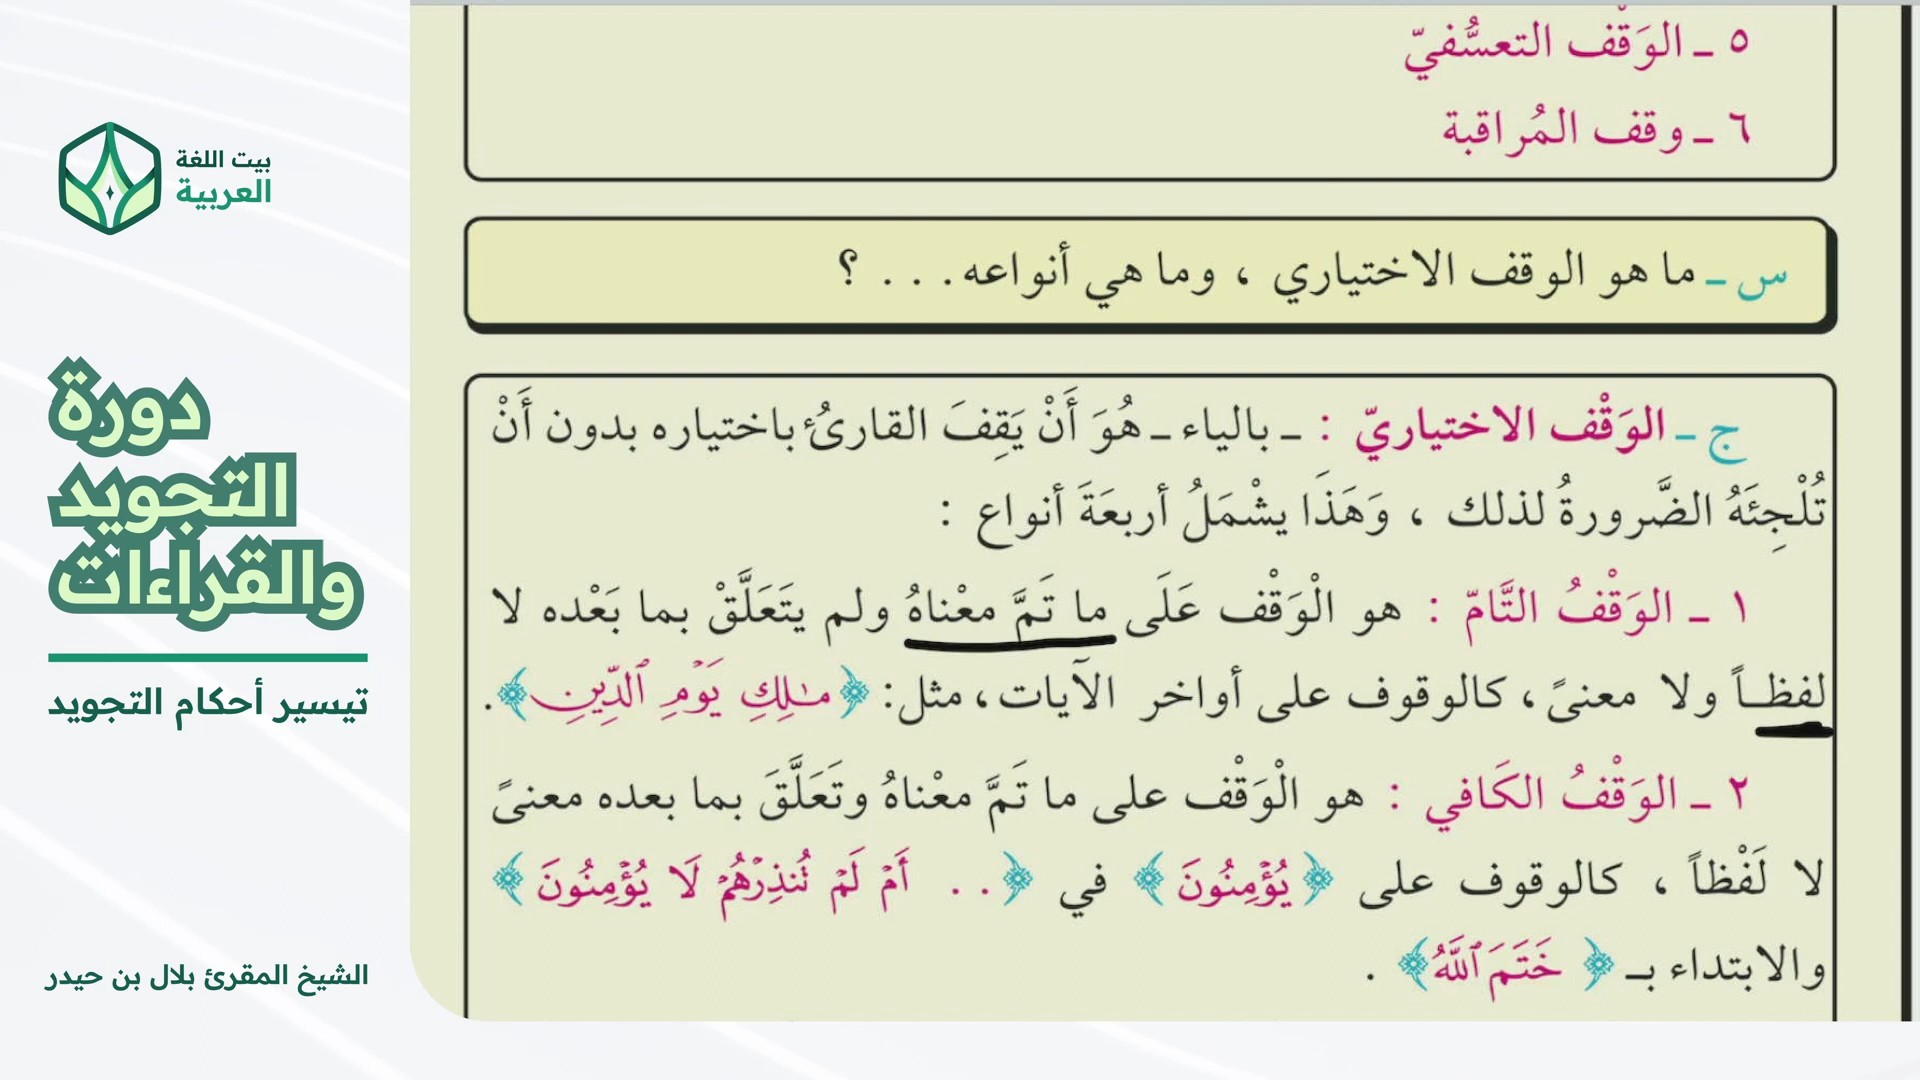 بيت اللغة
العربية
دورة
التجويد
والقراءات
تيسير أحكام التجويد
الشيخ المقرئ بلال بن حيدر
٥ ـ الوَقْف التعسُّفيّ
٦ ـ وقف المُراقبة
س ـ ما هو الوقف الاختياري ، وما هي أنواعه . . . ؟
ج ـ الوَقْف الاختياريّ : ـ بالياء ـ هُوَ أَنْ يَقِفَ القارىُٔ باختياره بدون أَنْ
تُلْجِئَهُ الضَّرورةُ لذلك ، وَهَذَا يشْمَلُ أربعَةَ أنواع :
١ ـ الوَقْفُ التَّامّ : هو الْوَقْف عَلَى ما تَمَّ معْناهُ ولم يتَعَلَّقْ بما بَعْده لا
لفظـاً ولا معنىً ، كالوقوف على أواخر الآيات ، مثل : ﴿مَـٰلِكِ يَوْمِ ٱلدِّينِ﴾ .
٢ ـ الوَقْفُ الكَافي : هو الْوَقْف على ما تَمَّ معْناهُ وتَعَلَّقَ بما بعده معنىً
لا لَفْظاً ، كالوقوف على ﴿يُؤْمِنُونَ﴾ في ﴿. . أَمْ لَمْ تُنذِرْهُمْ لَا يُؤْمِنُونَ﴾
والابتداء بـ ﴿خَتَمَ ٱللَّهُ﴾ .